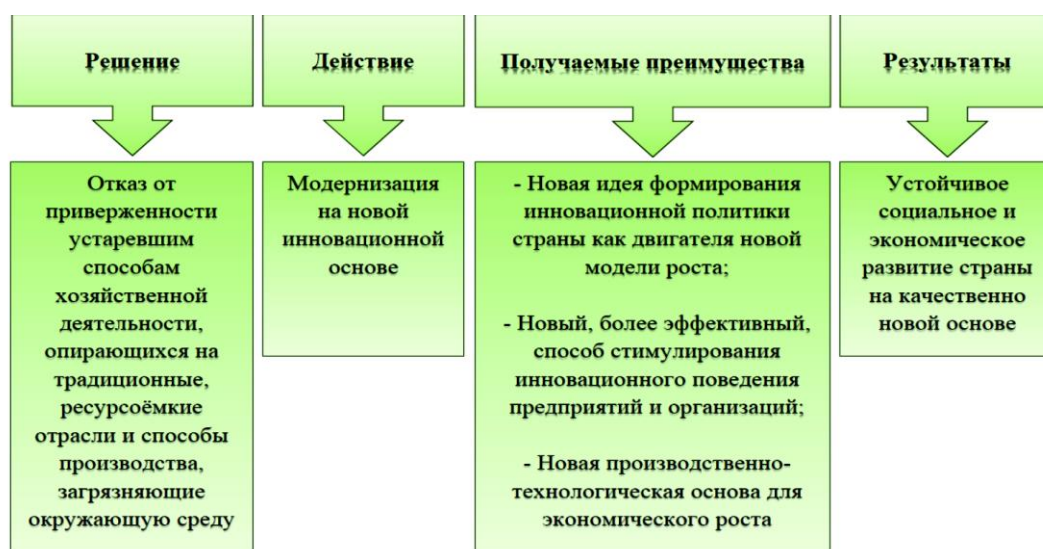 Решение
Действие
Получаемые преимущества
Результаты
Отказ от
приверженности
устаревшим
способам
хозяйственной
деятельности,
опирающихся на
традиционные,
ресурсоёмкие
отрасли и способы
производства,
загрязняющие
окружающую среду
Модернизация
на новой
инновационной
основе
- Новая идея формирования
инновационной политики
страны как двигателя новой
модели роста;
- Новый, более эффективный,
способ стимулирования
инновационного поведения
предприятий и организаций;
- Новая производственно-
технологическая основа для
экономического роста
Устойчивое
социальное и
экономическое
развитие страны
на качественно
новой основе